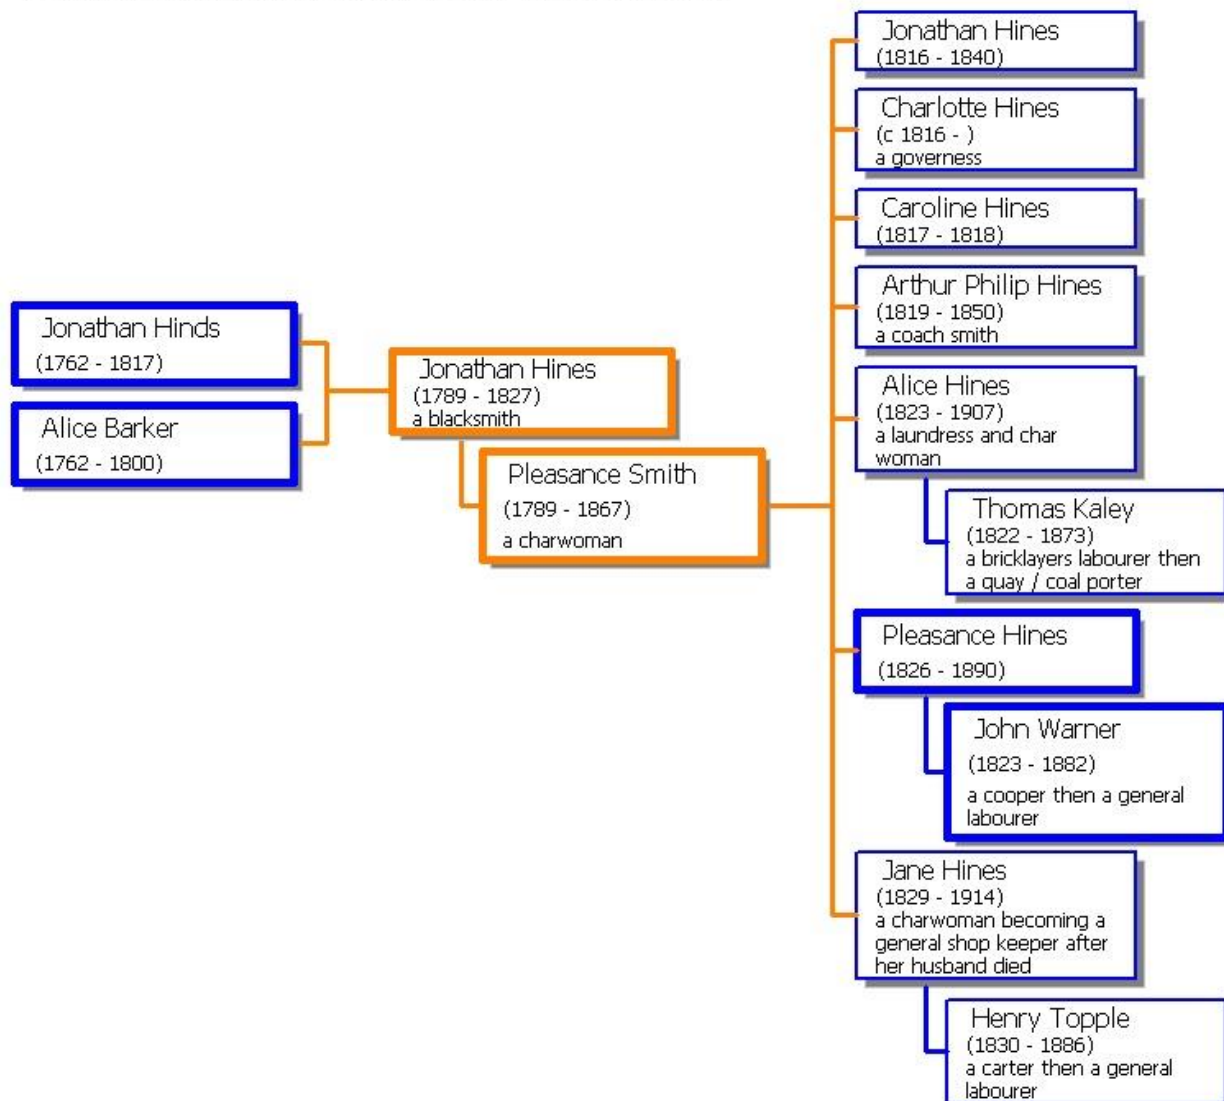 Jonathan Hinds
(1762 - 1817)
Alice Barker
(1762 - 1800)
Jonathan Hines
(1789 - 1827)
a blacksmith
Pleasance Smith
(1789 - 1867)
a charwoman
Jonathan Hines
(1816 - 1840)
Charlotte Hines
(c 1816 - )
a governess
Caroline Hines
(1817 - 1818)
Arthur Philip Hines
(1819 - 1850)
a coach smith
Alice Hines
(1823 - 1907)
a laundress and char
woman
Thomas Kaley
(1822 - 1873)
a bricklayers labourer then
a quay / coal porter
Pleasance Hines
(1826 - 1890)
John Warner
(1823 - 1882)
a cooper then a general
labourer
Jane Hines
(1829 - 1914)
a charwoman becoming a
general shop keeper after
her husband died
Henry Topple
(1830 - 1886)
a carter then a general
labourer